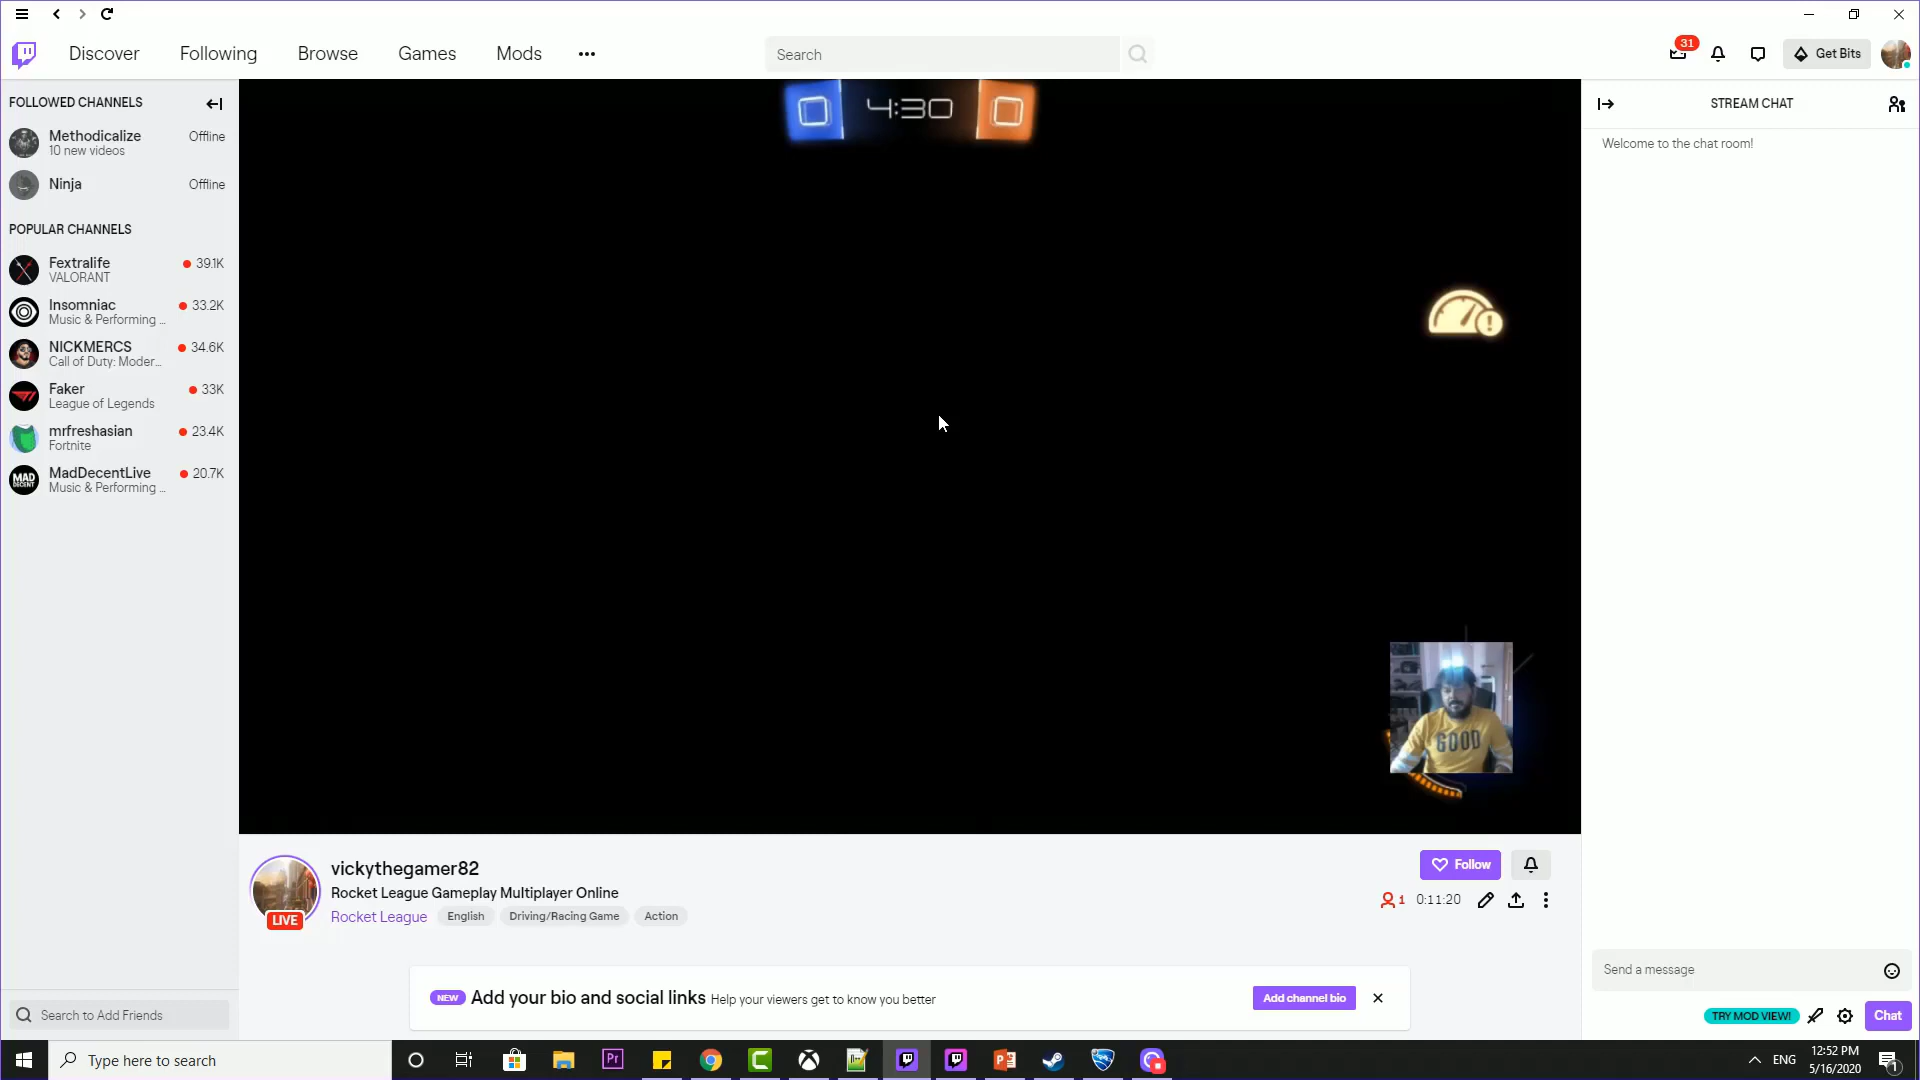 Discover
Following
Browse
Games
Mods
Search
31
Get Bits
FOLLOWED CHANNELS
Methodicalize
Offline
10 new videos
Ninja
Offline
POPULAR CHANNELS
Fextralife
39.1K
VALORANT
Insomniac
33.2K
Music & Performing ...
NICKMERCS
34.6K
Call of Duty: Moder...
Faker
33K
League of Legends
mrfreshasian
23.4K
Fortnite
MadDecentLive
20.7K
Music & Performing ...
MAD
DECENT
Search to Add Friends
0 4:30 0
GOOD
vickythegamer82
Rocket League Gameplay Multiplayer Online
Rocket League
English
Driving/Racing Game
Action
LIVE
Follow
1
0:11:20
NEW
Add your bio and social links
Help your viewers get to know you better
Add channel bio
STREAM CHAT
Welcome to the chat room!
Send a message
TRY MOD VIEW!
Chat
Type here to search
Pr
ENG
12:52 PM
5/16/2020
1